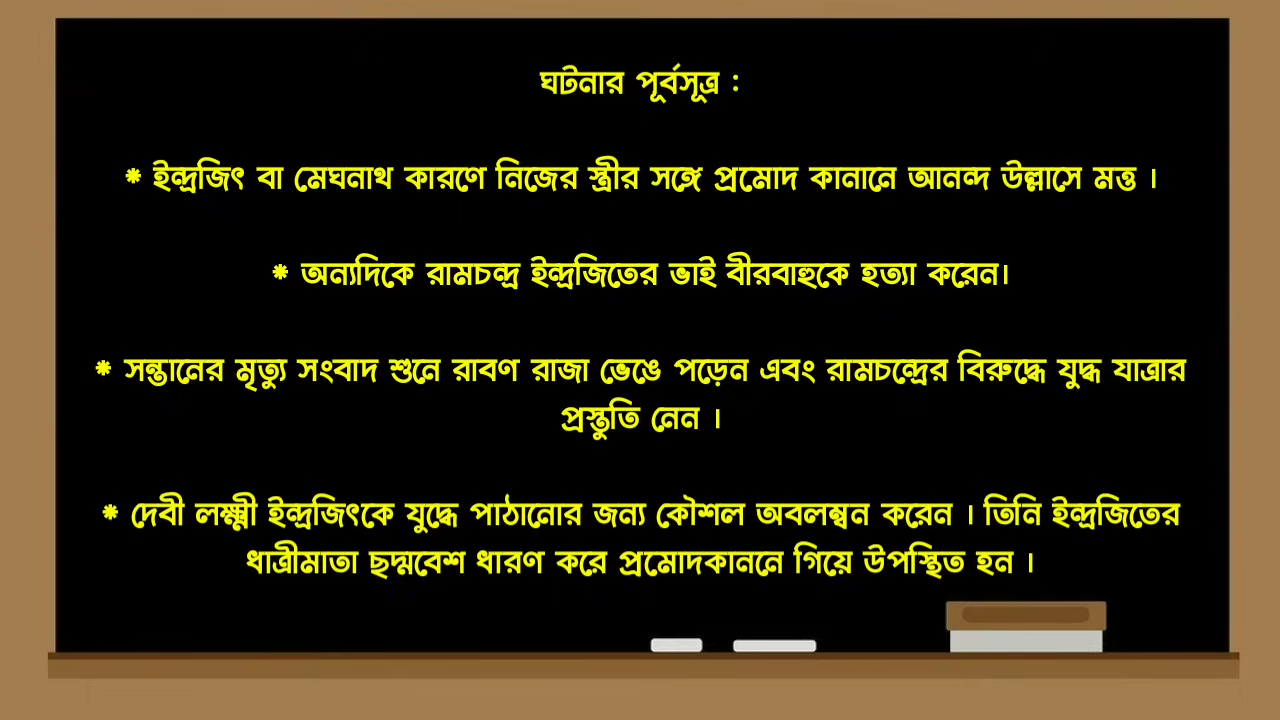 ঘটনার পূর্বসূত্র :
* ইন্দ্রজিৎ বা মেঘনাথ কারণে নিজের স্ত্রীর সঙ্গে প্রমোদ কানানে আনন্দ উল্লাসে মত্ত ।
* অন্যদিকে রামচন্দ্র ইন্দ্রজিতের ভাই বীরবাহুকে হত্যা করেন।
* সন্তানের মৃত্যু সংবাদ শুনে রাবণ রাজা ভেঙে পড়েন এবং রামচন্দ্রের বিরুদ্ধে যুদ্ধ যাত্রার
প্রস্তুতি নেন ।
* দেবী লক্ষ্মী ইন্দ্রজিৎকে যুদ্ধে পাঠানোর জন্য কৌশল অবলম্বন করেন । তিনি ইন্দ্রজিতের
ধাত্রীমাতা ছদ্মবেশ ধারণ করে প্রমোদকাননে গিয়ে উপস্থিত হন ।